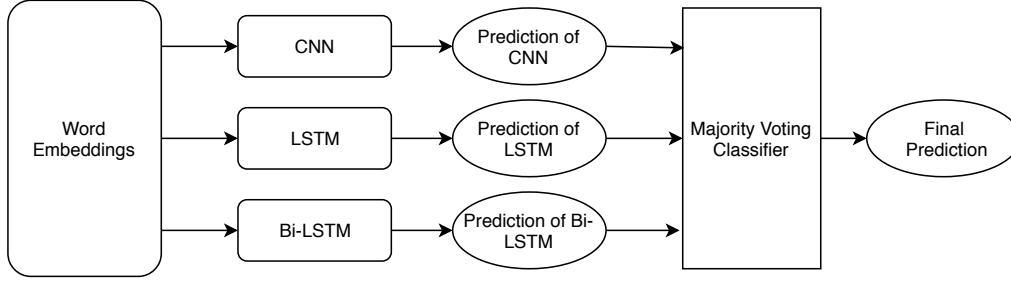 Word
Embeddings
CNN
Prediction of
CNN
LSTM
Prediction of
LSTM
Bi-LSTM
Prediction of Bi-
LSTM
Majority Voting
Classifier
Final
Prediction